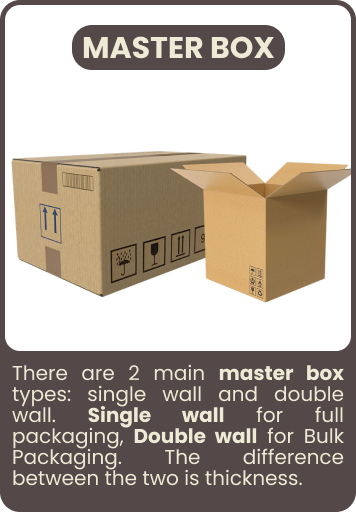 MASTER BOX
There are 2 main master box
types: single wall and double
wall. Single wall for full
packaging, Double wall for Bulk
Packaging. The difference
between the two is thickness.